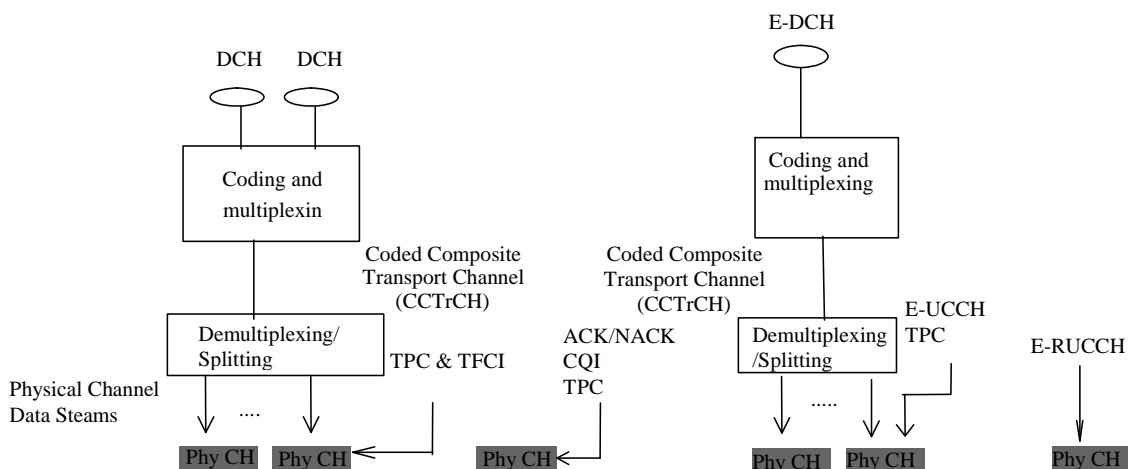 E-DCH
DCH DCH
Coding and
multiplexin
Coding and
multiplexing
Coded Composite
Transport Channel
(CCTrCH)
Coded Composite
Transport Channel
(CCTrCH)
Demultiplexing/
Splitting
TPC & TFCI
ACK/NACK
CQI
TPC
Demultiplexing
/Splitting
E-UCCH
TPC
E-RUCCH
Physical Channel
Data Steams
....
.....
Phy CH Phy CH Phy CH Phy CH Phy CH Phy CH